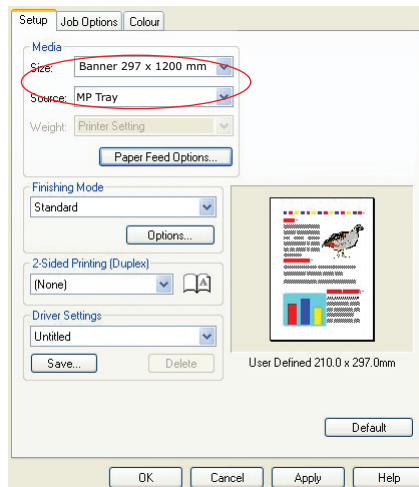 Setup Job Options Colour
Media
Size: Banner 297 x 1200 mm
Source: MP Tray
Weight: Printer Setting
Paper Feed Options...
Finishing Mode
Standard
Options...
2-Sided Printing (Duplex)
(None)
A
Driver Settings
Untitled
Save... Delete
User Defined 210.0 x 297.0mm
Default
OK Cancel Apply Help